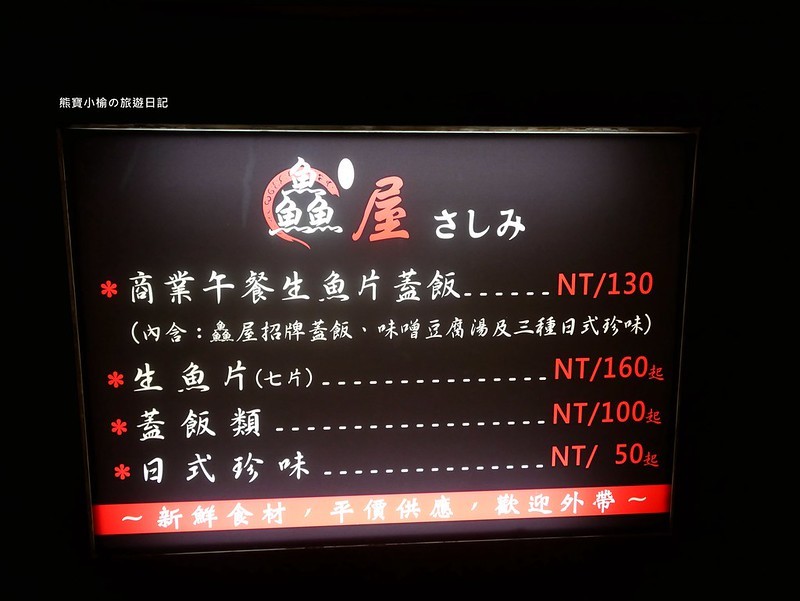 熊寶小榆の旅遊日記
鱻屋 さしみ
*商業午餐生魚片蓋飯......NT/130
(內含：鱻屋招牌蓋飯、味噌豆腐湯及三種日式珍味)
*生魚片(七片)----------------NT/160起
*蓋飯類-------------------NT/100起
*日式珍味----------------NT/ 50起
～新鮮食材，平價供應，歡迎外帶～